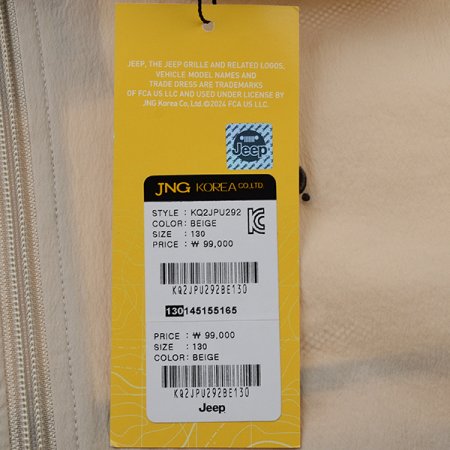 JEEP, THE JEEP GRILLE AND RELATED LOGOS,
VEHICLE MODEL NAMES AND
TRADE DRESS ARE TRADEMARKS
OF FCA US LLC AND USED UNDER LICENSE BY
JNG Korea Co., Ltd.©2024 FCA US LLC.
Jeep
JNG KOREA CO.,LTD.
STYLE : KQ2JPU292
COLOR: BEIGE
SIZE : 130
PRICE : ₩ 99,000
KQ2JPU292BE130
130 145155165
PRICE : ₩ 99,000
SIZE : 130
COLOR: BEIGE
KQ2JPU292BE130
Jeep